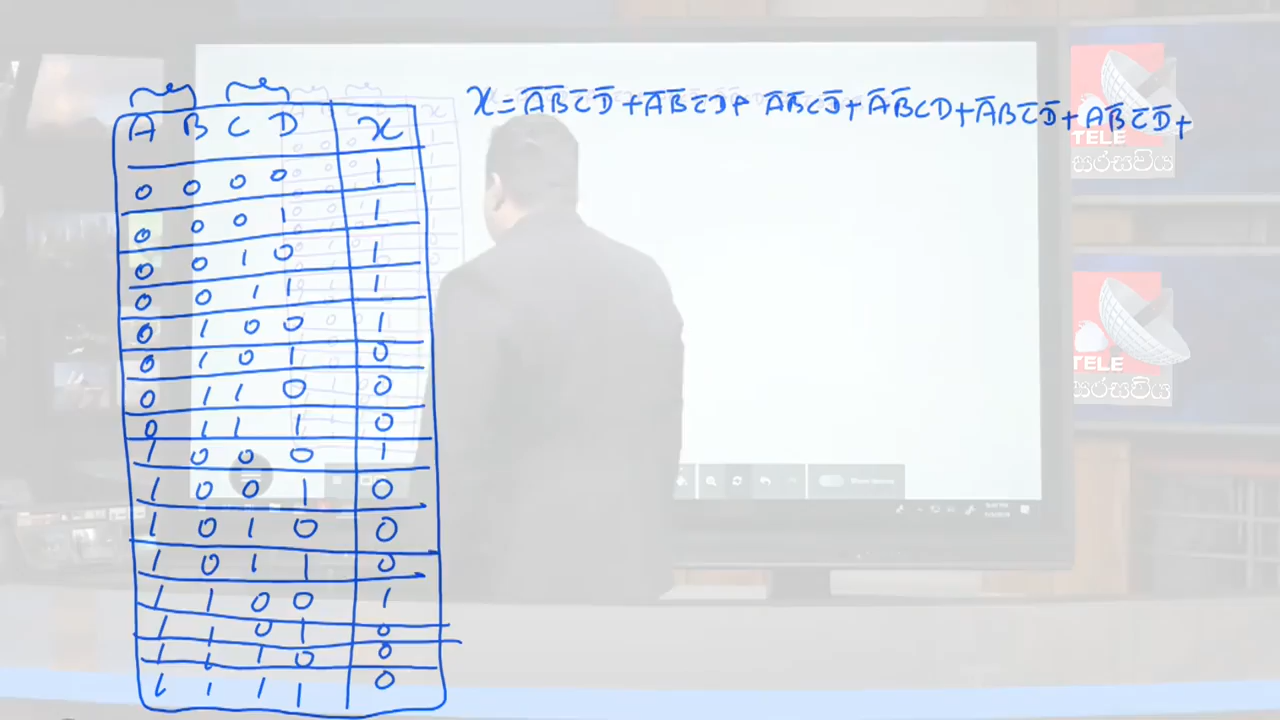 A B C D X
X = A̅B̅C̅D̅ + A̅B̅C̅D + A̅B̅CD̅ + A̅B̅CD + A̅BC̅D̅ + AB̅C̅D̅ +
0 0 0 0 1
0 0 0 1 1
0 0 1 0 1
0 0 1 1 1
0 1 0 0 1
0 1 0 1 0
0 1 1 0 0
0 1 1 1 0
1 0 0 0 1
1 0 0 1 0
1 0 1 0 0
1 0 1 1 0
1 1 0 0 1
1 1 0 1 0
1 1 1 0 0
1 1 1 1 0
TELE
සරසවිය
TELE
සරසවිය